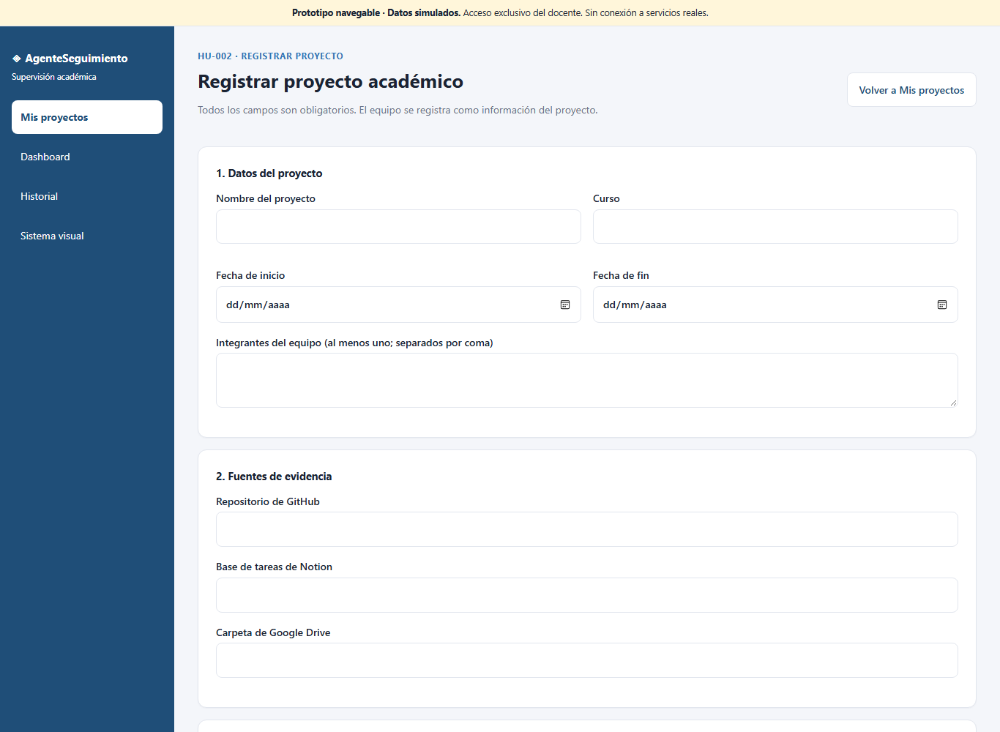 Prototipo navegable · Datos simulados. Acceso exclusivo del docente. Sin conexión a servicios reales.
AgenteSeguimiento
Supervisión académica
Mis proyectos
Dashboard
Historial
Sistema visual
HU-002 · REGISTRAR PROYECTO
Registrar proyecto académico
Todos los campos son obligatorios. El equipo se registra como información del proyecto.
Volver a Mis proyectos
1. Datos del proyecto
Nombre del proyecto
Curso
Fecha de inicio
Fecha de fin
dd/mm/aaaa
dd/mm/aaaa
Integrantes del equipo (al menos uno; separados por coma)
2. Fuentes de evidencia
Repositorio de GitHub
Base de tareas de Notion
Carpeta de Google Drive